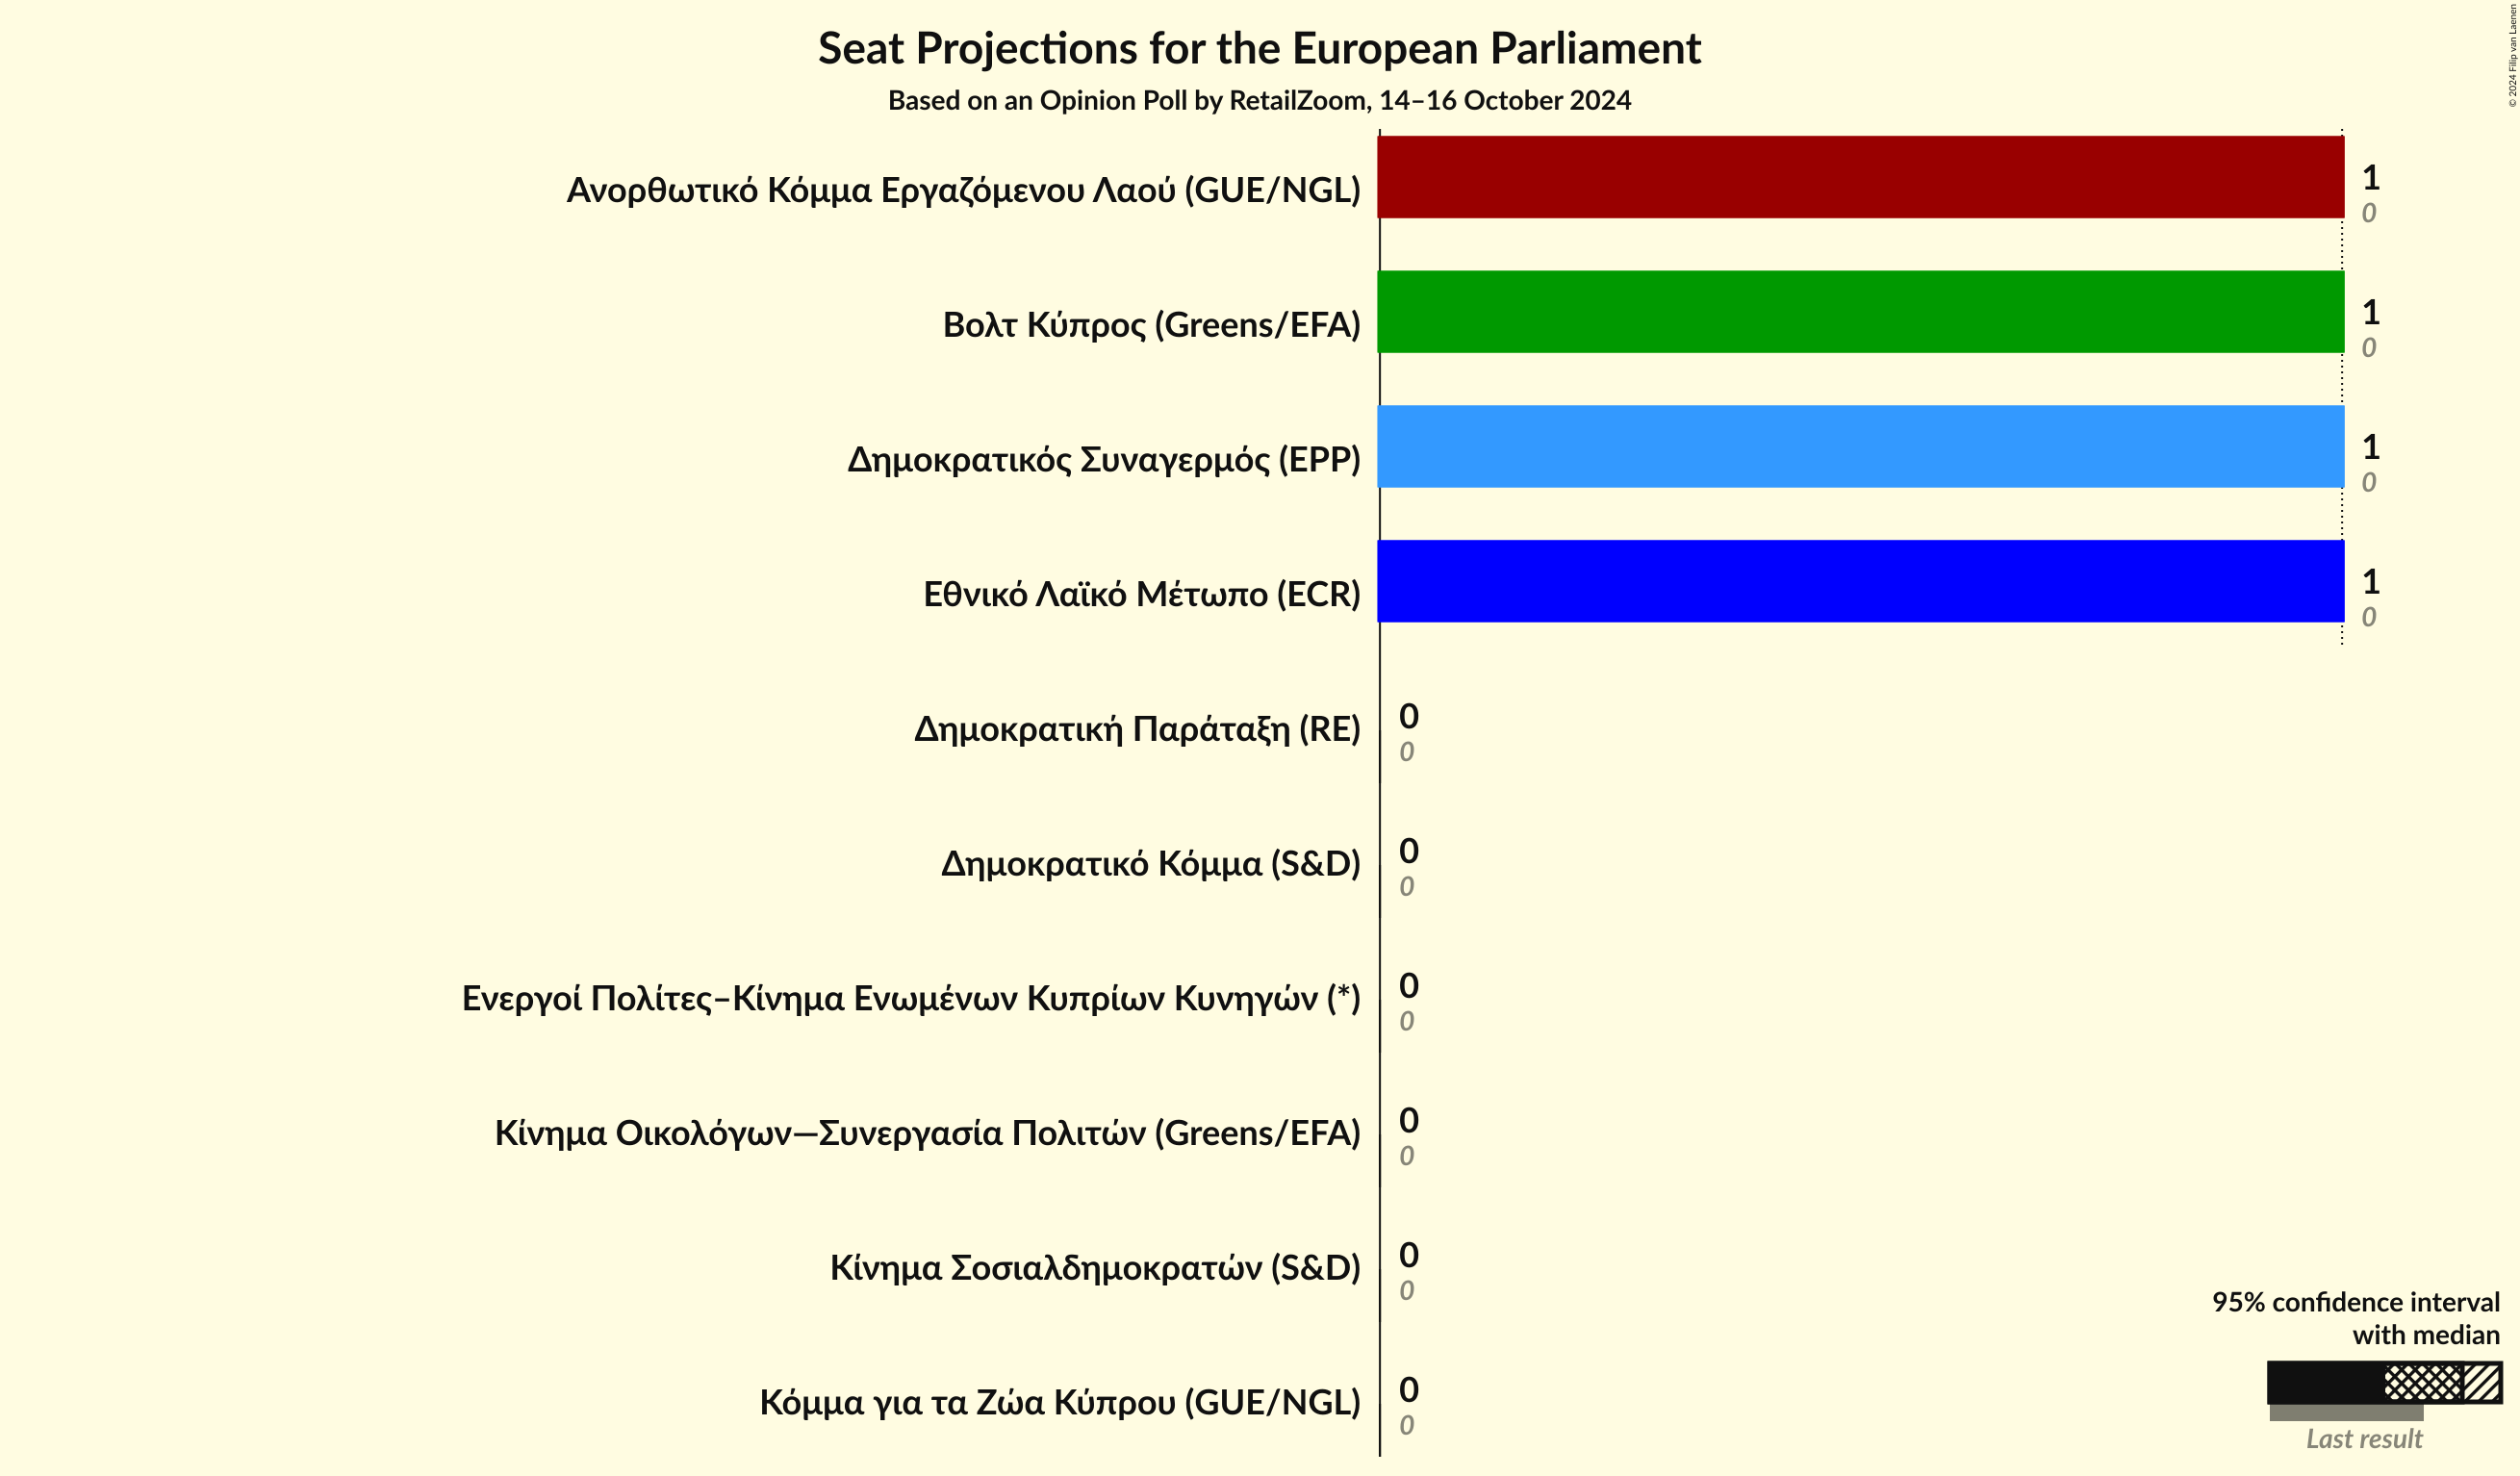 Seat Projections for the European Parliament
Based on an Opinion Poll by RetailZoom, 14–16 October 2024
© 2024 Filip van Laenen
Ανορθωτικό Κόμμα Εργαζόμενου Λαού (GUE/NGL)
1
0
Βολτ Κύπρος (Greens/EFA)
1
0
Δημοκρατικός Συναγερμός (EPP)
1
0
Εθνικό Λαϊκό Μέτωπο (ECR)
1
0
Δημοκρατική Παράταξη (RE)
0
0
Δημοκρατικό Κόμμα (S&D)
0
0
Ενεργοί Πολίτες–Κίνημα Ενωμένων Κυπρίων Κυνηγών (*)
0
0
Κίνημα Οικολόγων—Συνεργασία Πολιτών (Greens/EFA)
0
0
Κίνημα Σοσιαλδημοκρατών (S&D)
0
0
Κόμμα για τα Ζώα Κύπρου (GUE/NGL)
0
0
95% confidence interval
with median
Last result